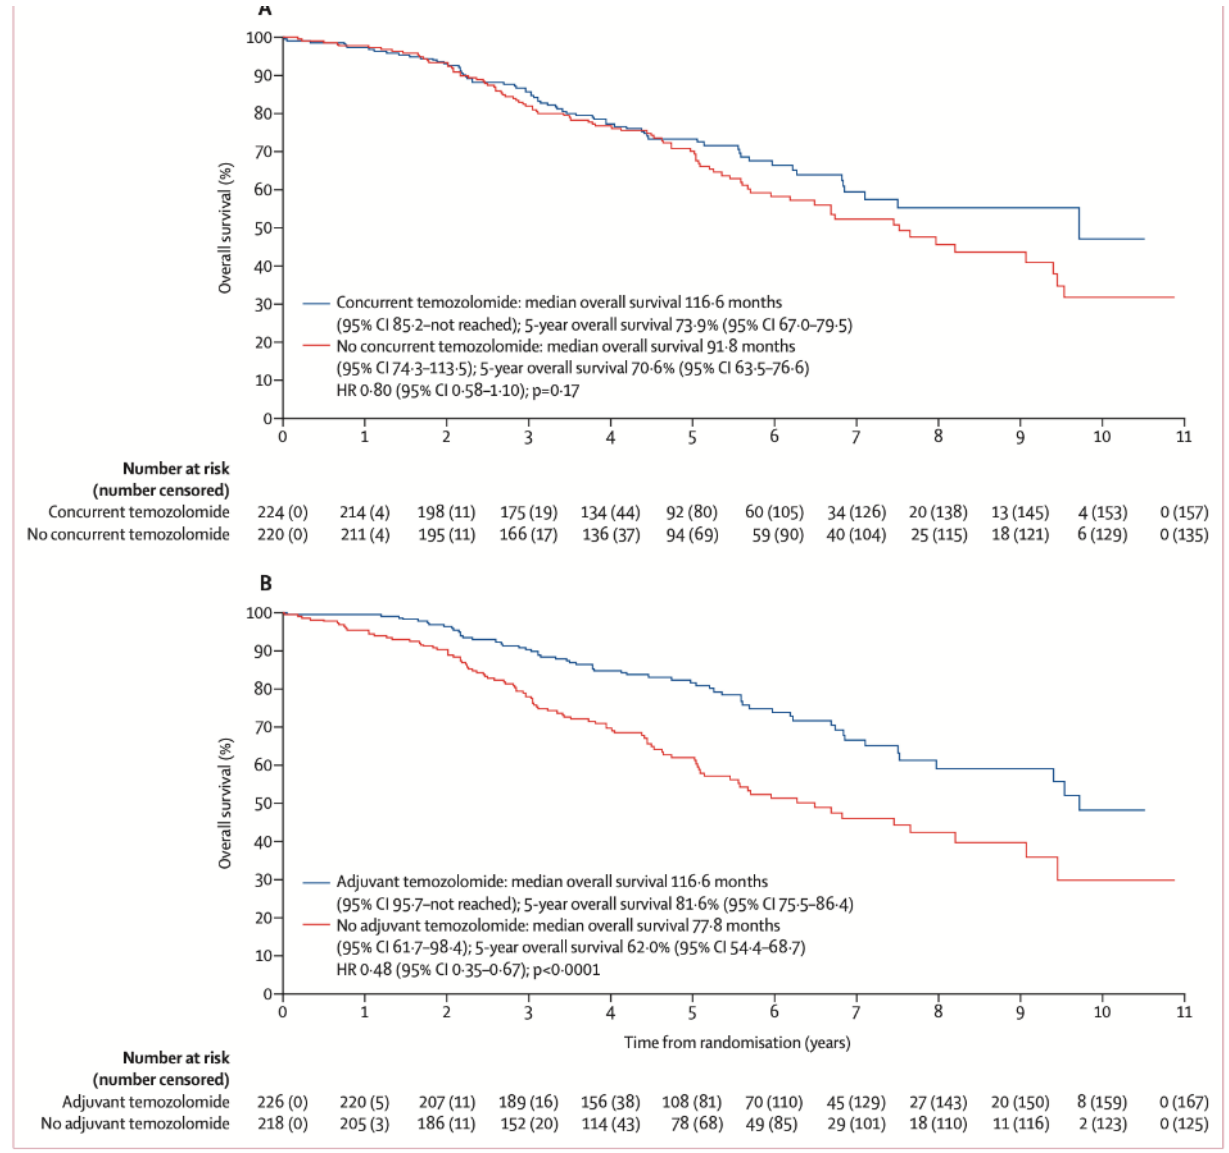 A
100
90
80
70
60
50
40
30
20
10
0
Overall survival (%)
Concurrent temozolomide: median overall survival 116·6 months
(95% CI 85·2–not reached); 5-year overall survival 73·9% (95% CI 67·0–79·5)
No concurrent temozolomide: median overall survival 91·8 months
(95% CI 74·3–113·5); 5-year overall survival 70·6% (95% CI 63·5–76·6)
HR 0·80 (95% CI 0·58–1·10); p=0·17
0 1 2 3 4 5 6 7 8 9 10 11
Number at risk
(number censored)
Concurrent temozolomide 224 (0) 214 (4) 198 (11) 175 (19) 134 (44) 92 (80) 60 (105) 34 (126) 20 (138) 13 (145) 4 (153) 0 (157)
No concurrent temozolomide 220 (0) 211 (4) 195 (11) 166 (17) 136 (37) 94 (69) 59 (90) 40 (104) 25 (115) 18 (121) 6 (129) 0 (135)
B
100
90
80
70
60
50
40
30
20
10
0
Overall survival (%)
Adjuvant temozolomide: median overall survival 116·6 months
(95% CI 95·7–not reached); 5-year overall survival 81·6% (95% CI 75·5–86·4)
No adjuvant temozolomide: median overall survival 77·8 months
(95% CI 61·7–98·4); 5-year overall survival 62·0% (95% CI 54·4–68·7)
HR 0·48 (95% CI 0·35–0·67); p<0·0001
0 1 2 3 4 5 6 7 8 9 10 11
Time from randomisation (years)
Number at risk
(number censored)
Adjuvant temozolomide 226 (0) 220 (5) 207 (11) 189 (16) 156 (38) 108 (81) 70 (110) 45 (129) 27 (143) 20 (150) 8 (159) 0 (167)
No adjuvant temozolomide 218 (0) 205 (3) 186 (11) 152 (20) 114 (43) 78 (68) 49 (85) 29 (101) 18 (110) 11 (116) 2 (123) 0 (125)